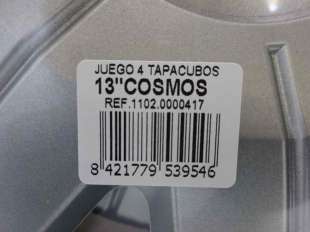 JUEGO 4 TAPACUBOS
13"COSMOS
REF.1102.0000417
8 421779 539546